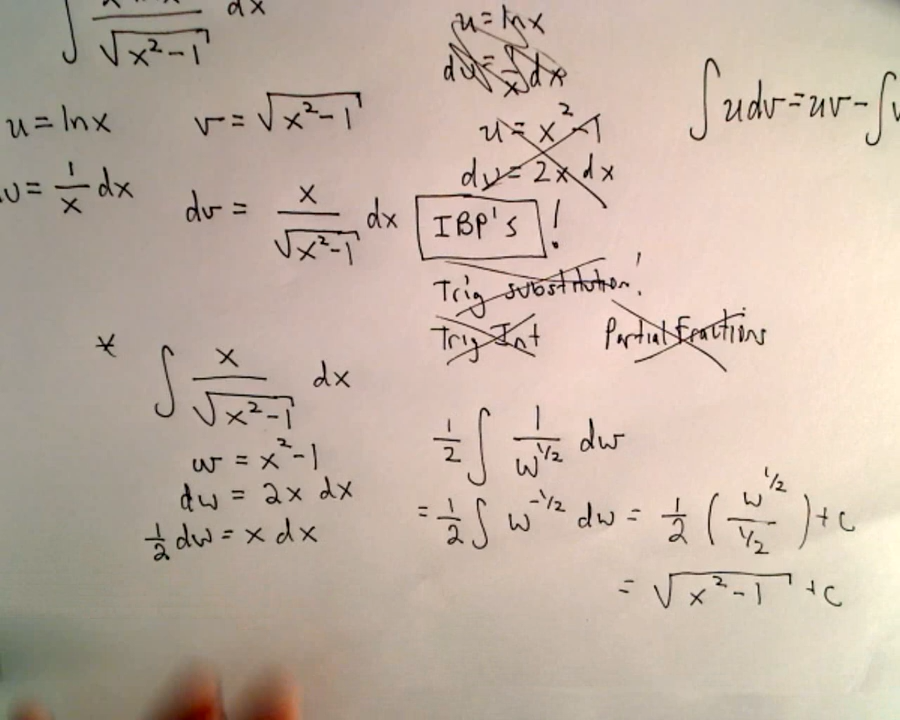 ∫ / √(x²-1) dx
u = lnx
du = 1/x dx
∫ u dv = uv - ∫ v
u = lnx v = √(x²-1)
u = x² - 1
du = 2x dx
u = 1/x dx dv = x/√(x²-1) dx
IBP's !
Trig substitution!
Trig Int Partial Fractions
* ∫ x/√(x²-1) dx
w = x²-1
dw = 2x dx
1/2 dw = x dx
1/2 ∫ 1/w^(1/2) dw
= 1/2 ∫ w^(-1/2) dw = 1/2 (w^(1/2)/(1/2)) + c
= √(x²-1) + c